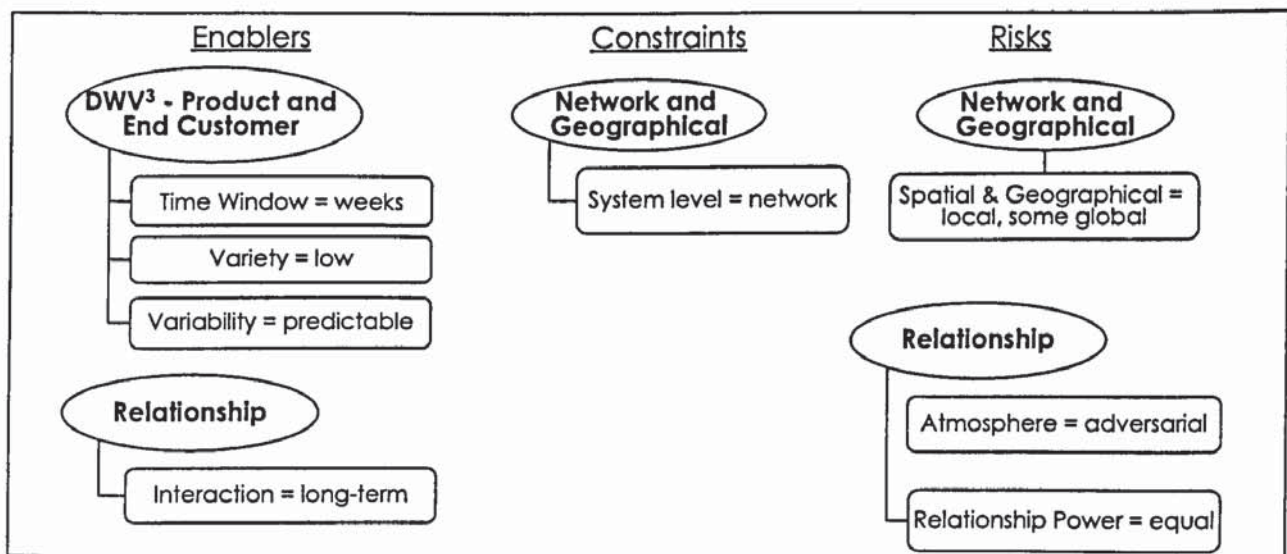 Enablers
DWV³ - Product and
End Customer
Time Window = weeks
Variety = low
Variability = predictable
Relationship
Interaction = long-term
Constraints
Network and
Geographical
System level = network
Risks
Network and
Geographical
Spatial & Geographical =
local, some global
Relationship
Atmosphere = adversarial
Relationship Power = equal